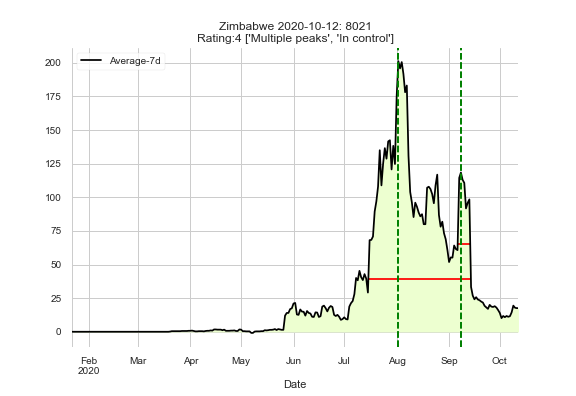 Zimbabwe 2020-10-12: 8021
Rating:4 ['Multiple peaks', 'In control']
Average-7d
200
175
150
125
100
75
50
25
0
Feb Mar Apr May Jun Jul Aug Sep Oct
2020
Date